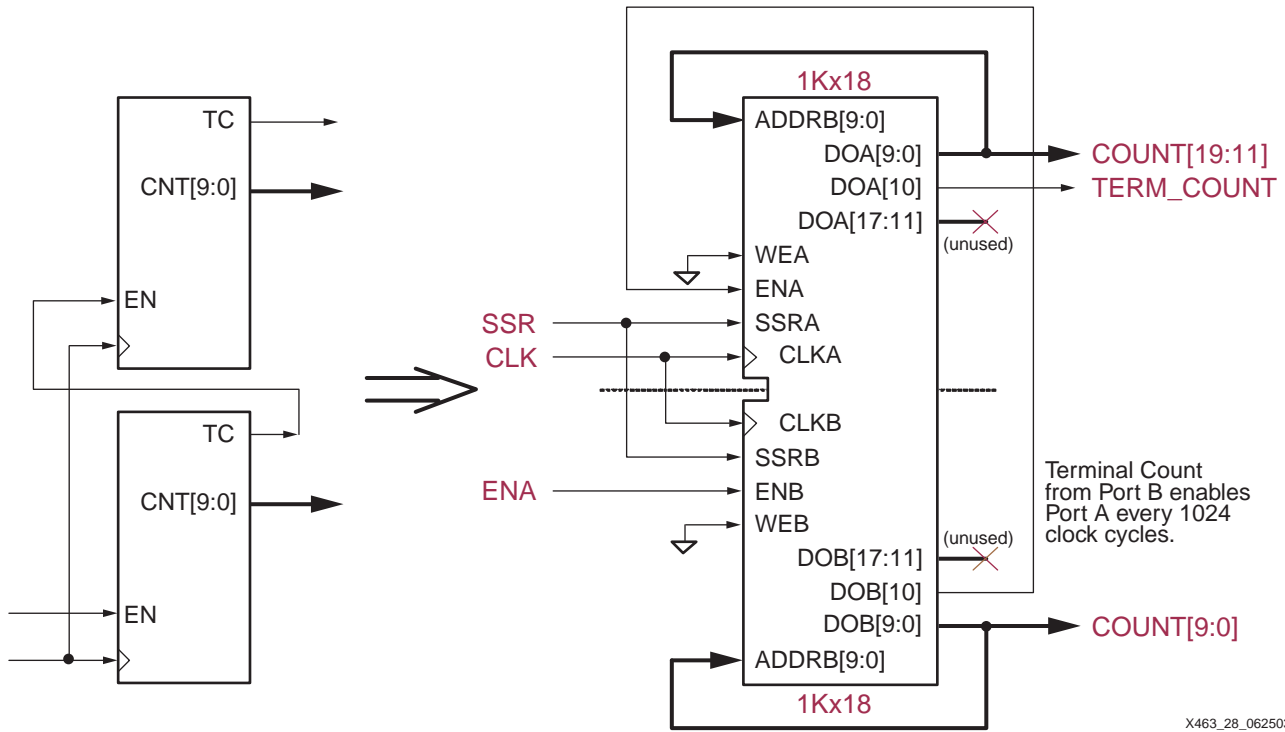 TC
CNT[9:0]
EN
TC
CNT[9:0]
EN
SSR
CLK
ENA
1Kx18
ADDRB[9:0]
DOA[9:0]
DOA[10]
DOA[17:11]
(unused)
WEA
ENA
SSRA
CLKA
CLKB
SSRB
ENB
WEB
(unused)
DOB[17:11]
DOB[10]
DOB[9:0]
ADDRB[9:0]
1Kx18
COUNT[19:11]
TERM_COUNT
Terminal Count
from Port B enables
Port A every 1024
clock cycles.
COUNT[9:0]